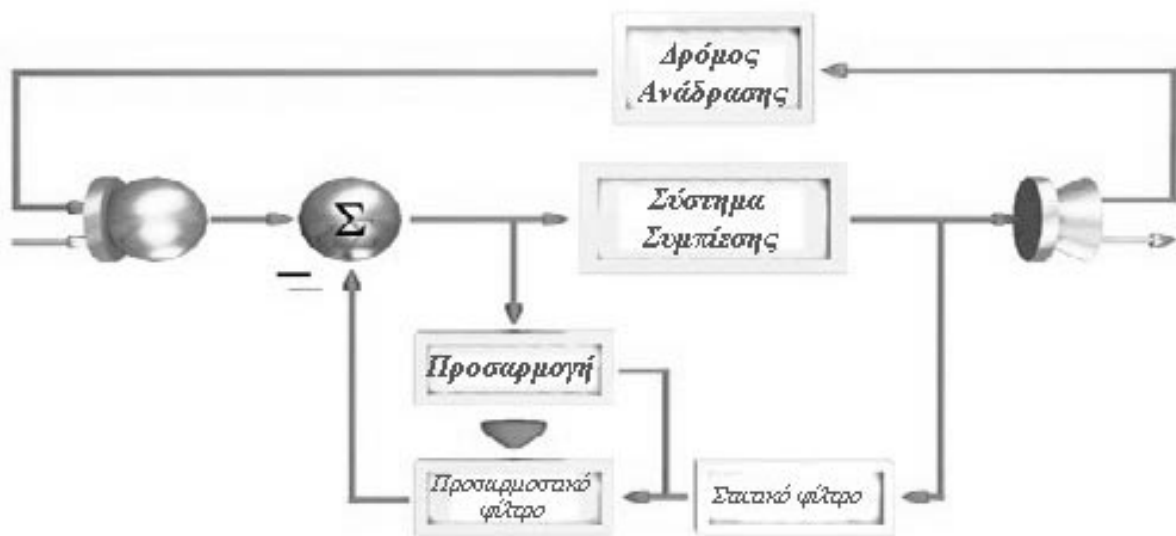 Δρόμος
Ανάδρασης
Σ
Σύστημα
Συμπίεσης
Προσαρμογή
Προσαρμοστικό
φίλτρο
Στατικό φίλτρο